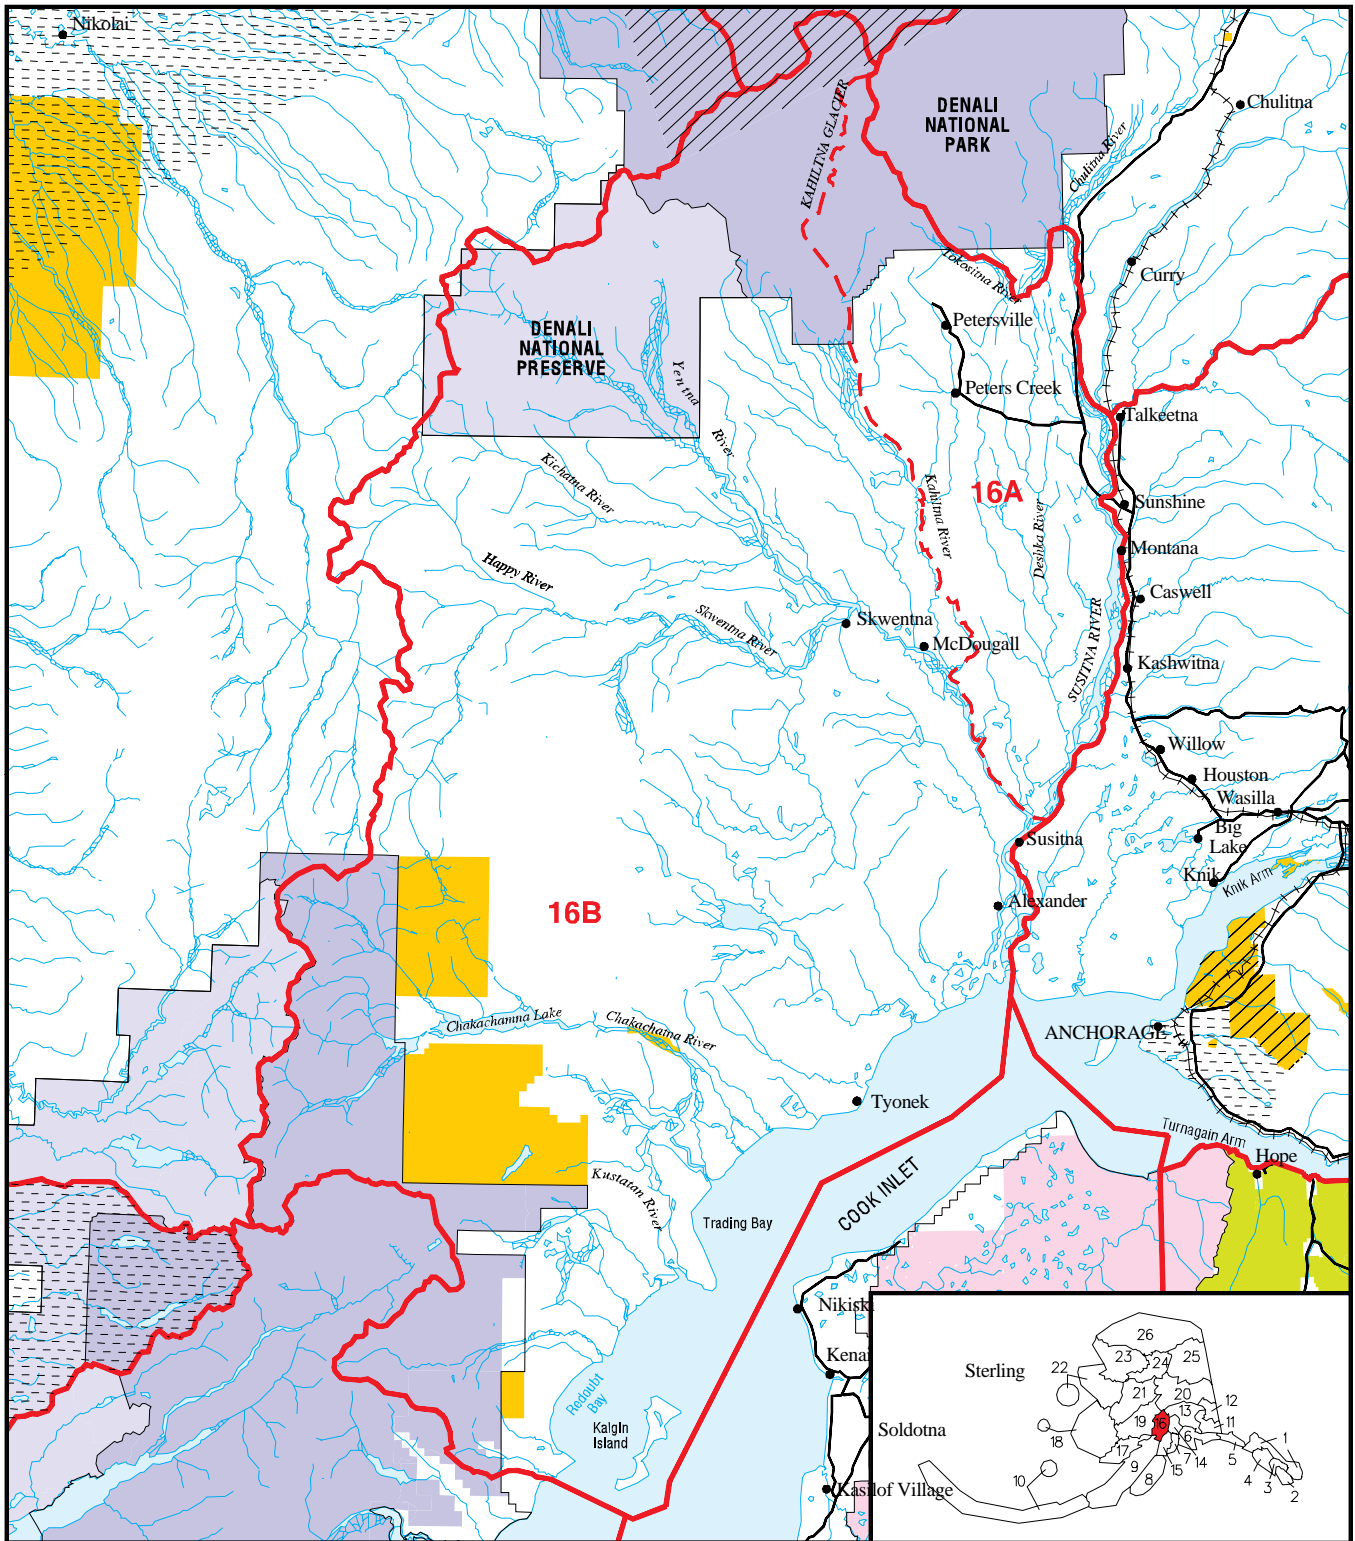 Nikolai
DENALI
NATIONAL
PARK
Chulitna
Chulitna River
KAHILTNA GLACIER
Curry
Tokositna River
Petersville
DENALI
NATIONAL
PRESERVE
Yentna
River
Peters Creek
Talkeetna
Kichatna River
Kahiltna River
16A
Deshka River
Sunshine
Montana
Happy River
Caswell
Skwentna River
Skwentna
McDougall
SUSITNA RIVER
Kashwitna
Willow
Houston
Wasilla
Big
Lake
Susitna
Knik
Knik Arm
Alexander
16B
Chakachamna Lake
Chakachatna River
ANCHORAGE
Tyonek
Turnagain Arm
Hope
Kustatan River
COOK INLET
Trading Bay
Nikiski
Kenai
Redoubt
Bay
Kalgin
Island
Sterling
Soldotna
Kasilof Village
26
23
24
25
22
21
20
12
13
11
19
16
18
17
6
7
14
15
5
1
4
3
2
9
8
10